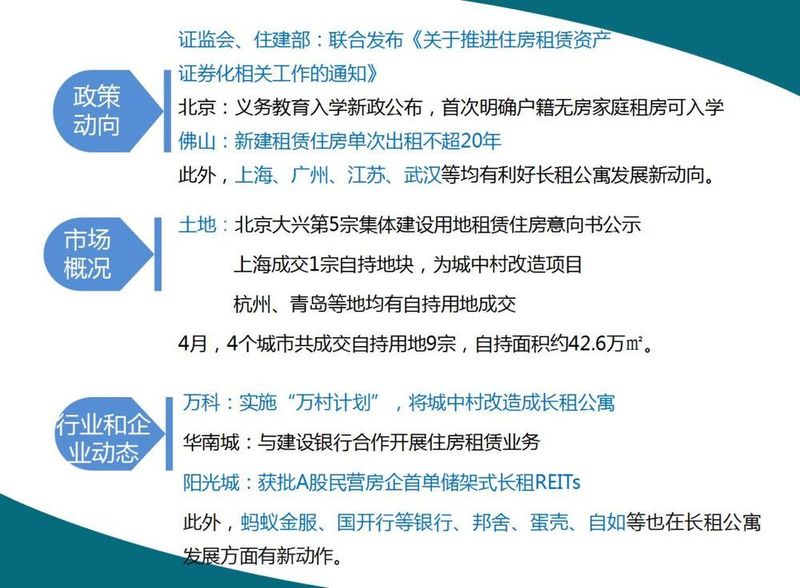 政策
动向
证监会、住建部：联合发布《关于推进住房租赁资产
证券化相关工作的通知》
北京：义务教育入学新政公布，首次明确户籍无房家庭租房可入学
佛山：新建租赁住房单次出租不超20年
此外，上海、广州、江苏、武汉等均有利好长租公寓发展新动向。
市场
概况
土地：北京大兴第5宗集体建设用地租赁住房意向书公示
上海成交1宗自持地块，为城中村改造项目
杭州、青岛等地均有自持用地成交
4月，4个城市共成交自持用地9宗，自持面积约42.6万㎡。
行业和企
业动态
万科：实施“万村计划”，将城中村改造成长租公寓
华南城：与建设银行合作开展住房租赁业务
阳光城：获批A股民营房企首单储架式长租REITs
此外，蚂蚁金服、国开行等银行、邦舍、蛋壳、自如等也在长租公寓
发展方面有新动作。